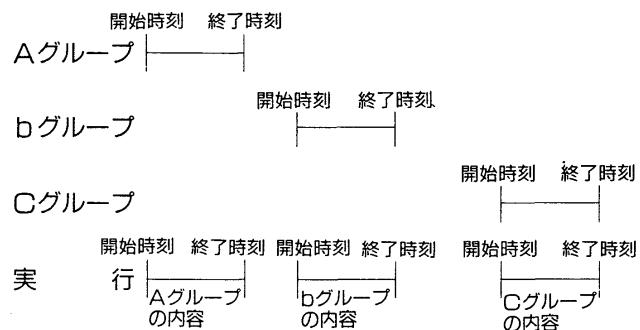 開始時刻 終了時刻
Aグループ
開始時刻 終了時刻
bグループ
開始時刻 終了時刻
Cグループ
開始時刻 終了時刻 開始時刻 終了時刻 開始時刻 終了時刻
実 行
Aグループ bグループ Cグループ
の内容 の内容 の内容